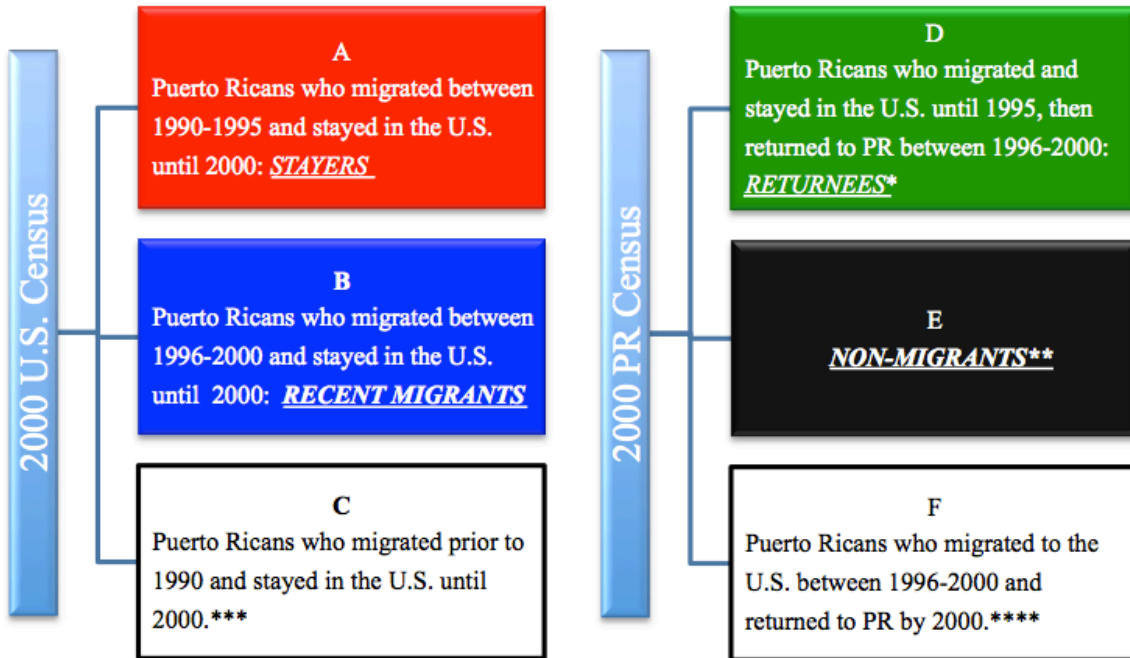 2000 U.S. Census
A
Puerto Ricans who migrated between
1990-1995 and stayed in the U.S.
until 2000: STAYERS
B
Puerto Ricans who migrated between
1996-2000 and stayed in the U.S.
until 2000: RECENT MIGRANTS
C
Puerto Ricans who migrated prior to
1990 and stayed in the U.S. until
2000.***
2000 PR Census
D
Puerto Ricans who migrated and
stayed in the U.S. until 1995, then
returned to PR between 1996-2000:
RETURNEES*
E
NON-MIGRANTS**
F
Puerto Ricans who migrated to the
U.S. between 1996-2000 and
returned to PR by 2000.****